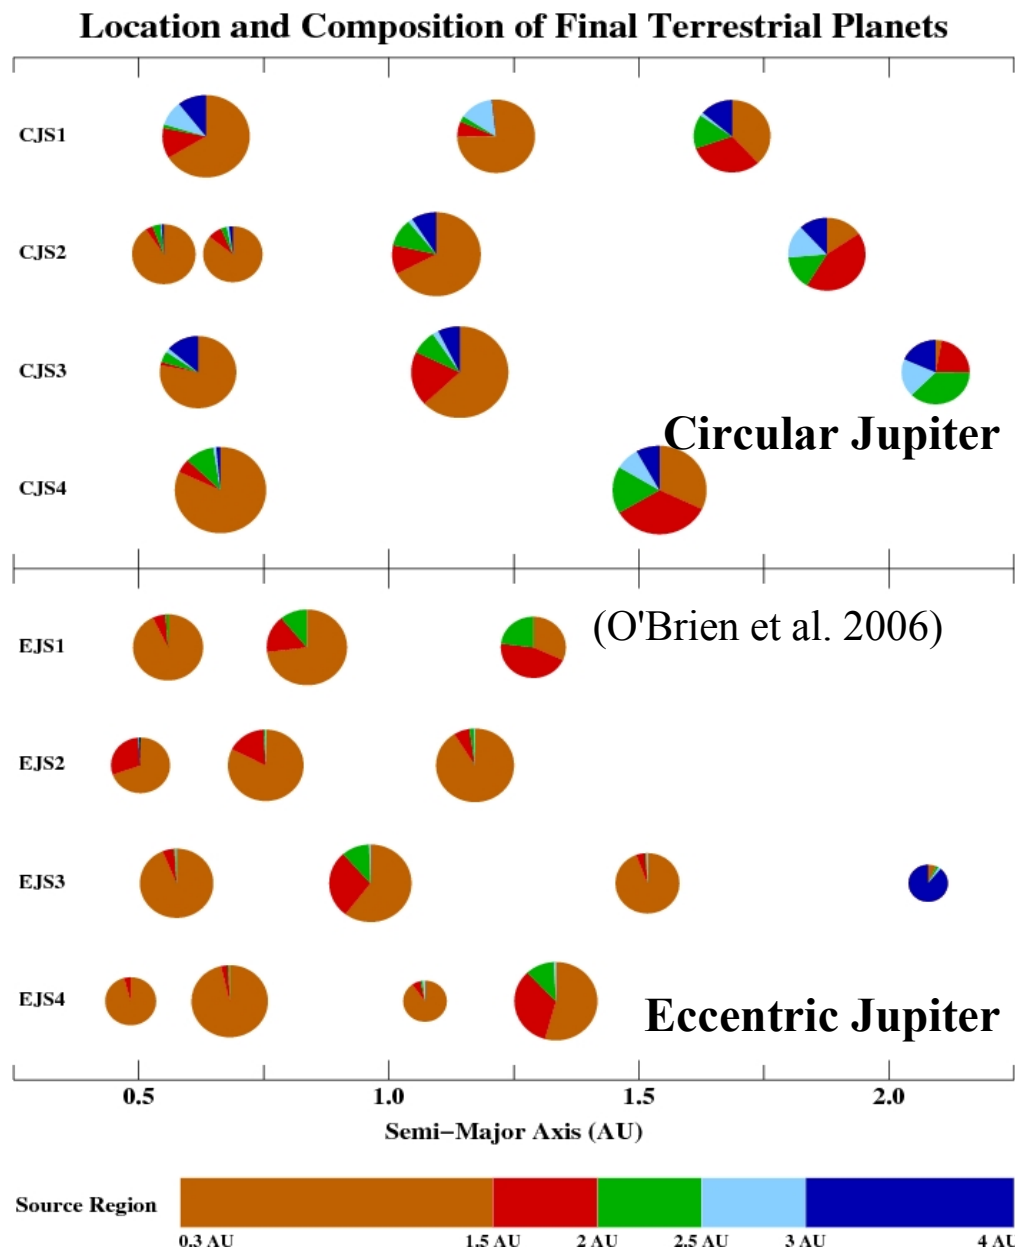 Location and Composition of Final Terrestrial Planets
CJS1
CJS2
CJS3
Circular Jupiter
CJS4
EJS1
(O'Brien et al. 2006)
EJS2
EJS3
EJS4
Eccentric Jupiter
0.5 1.0 1.5 2.0
Semi−Major Axis (AU)
Source Region
0.3 AU 1.5 AU 2 AU 2.5 AU 3 AU 4 AU